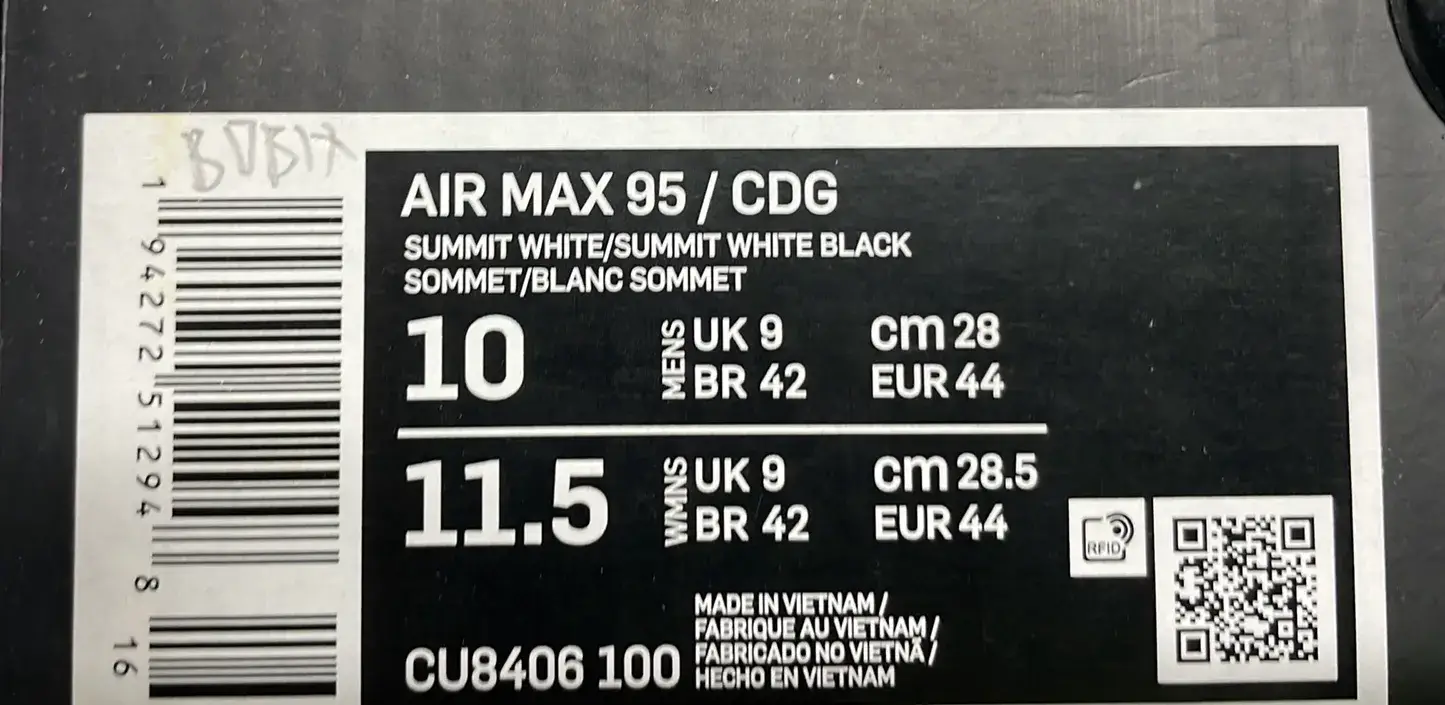 1 94272 51294 8
16
AIR MAX 95 / CDG
SUMMIT WHITE/SUMMIT WHITE BLACK
SOMMET/BLANC SOMMET
10
MENS
UK 9
cm 28
BR 42
EUR 44
11.5
WMNS
UK 9
cm 28.5
BR 42
EUR 44
RFID
MADE IN VIETNAM /
FABRIQUE AU VIETNAM /
FABRICADO NO VIETNÃ /
HECHO EN VIETNAM
CU8406 100